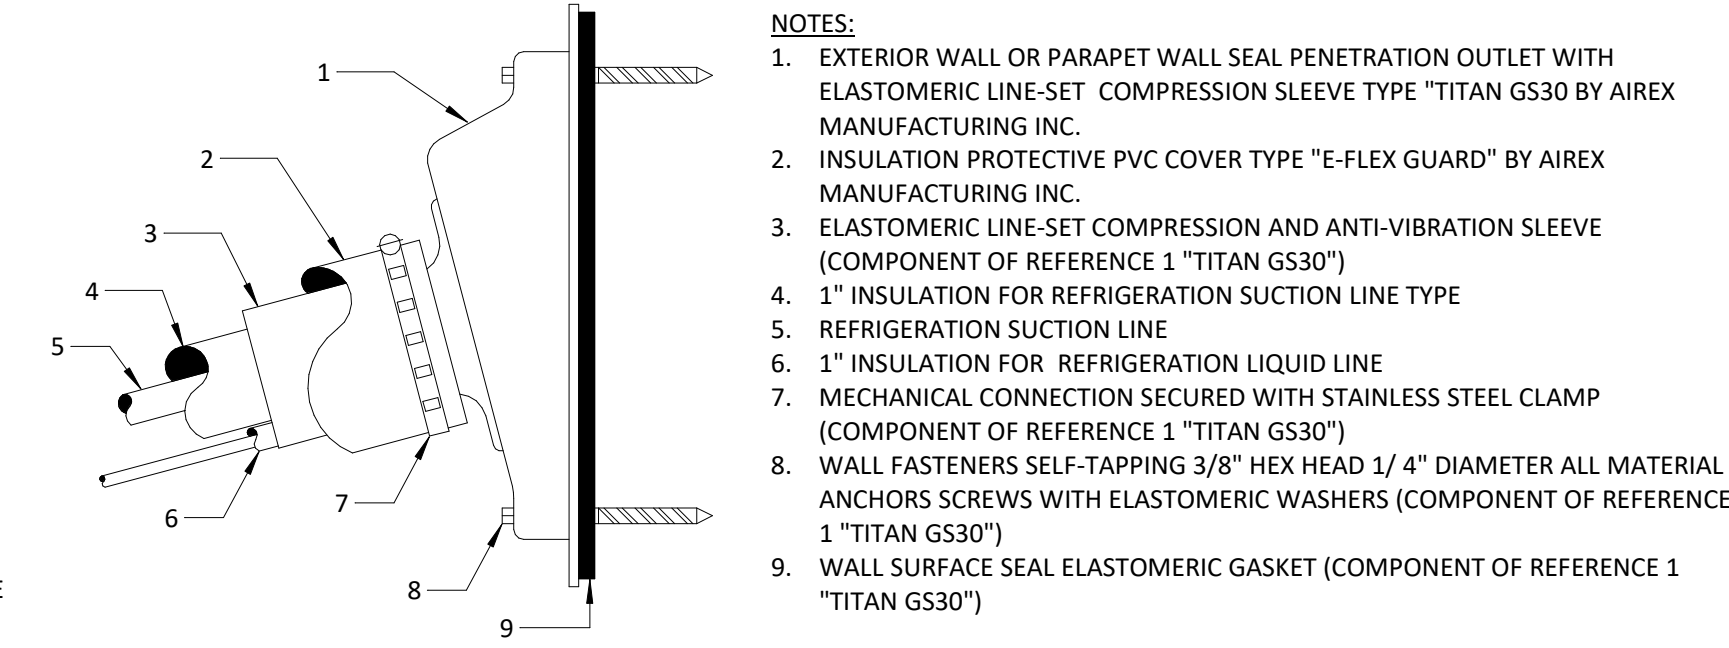 NOTES:
1. EXTERIOR WALL OR PARAPET WALL SEAL PENETRATION OUTLET WITH
ELASTOMERIC LINE-SET COMPRESSION SLEEVE TYPE "TITAN GS30 BY AIREX
MANUFACTURING INC.
2. INSULATION PROTECTIVE PVC COVER TYPE "E-FLEX GUARD" BY AIREX
MANUFACTURING INC.
3. ELASTOMERIC LINE-SET COMPRESSION AND ANTI-VIBRATION SLEEVE
(COMPONENT OF REFERENCE 1 "TITAN GS30")
4. 1" INSULATION FOR REFRIGERATION SUCTION LINE TYPE
5. REFRIGERATION SUCTION LINE
6. 1" INSULATION FOR REFRIGERATION LIQUID LINE
7. MECHANICAL CONNECTION SECURED WITH STAINLESS STEEL CLAMP
(COMPONENT OF REFERENCE 1 "TITAN GS30")
8. WALL FASTENERS SELF-TAPPING 3/8" HEX HEAD 1/ 4" DIAMETER ALL MATERIAL
ANCHORS SCREWS WITH ELASTOMERIC WASHERS (COMPONENT OF REFERENCE
1 "TITAN GS30")
9. WALL SURFACE SEAL ELASTOMERIC GASKET (COMPONENT OF REFERENCE 1
"TITAN GS30")
1
2
3
4
5
6
7
8
9
E